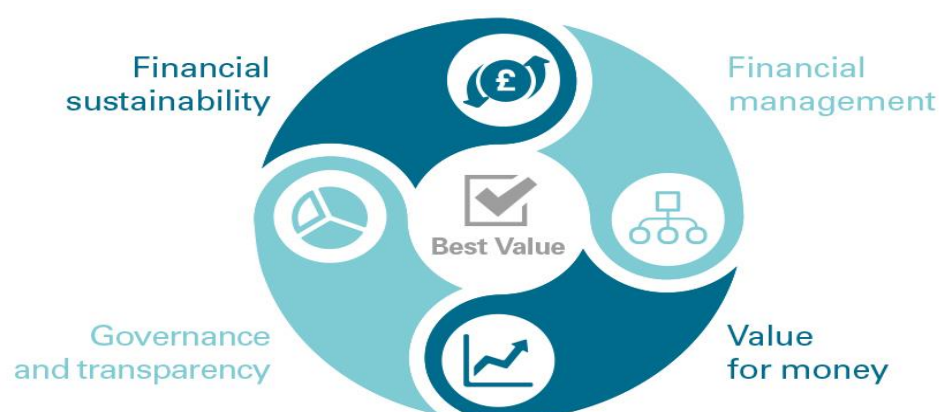 Financial
sustainability
£
Financial
management
Best Value
Governance
and transparency
Value
for money